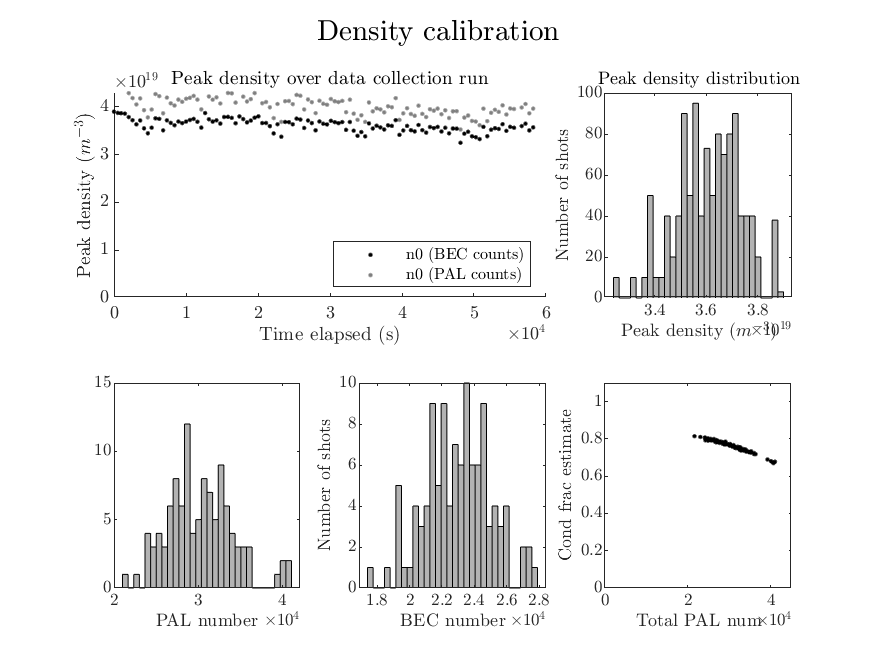 Density calibration
Peak density over data collection run
×10^19
Peak density (m^−3)
4
3
2
1
0
n0 (BEC counts)
n0 (PAL counts)
0 1 2 3 4 5 6
Time elapsed (s)
×10^4
Peak density distribution
Number of shots
100
80
60
40
20
0
3.4 3.6 3.8
Peak density (m^−3)
×10^19
15
10
5
0
2 3 4
PAL number
×10^4
Number of shots
10
8
6
4
2
0
1.8 2 2.2 2.4 2.6 2.8
BEC number
×10^4
Cond frac estimate
1
0.8
0.6
0.4
0.2
0
0 2 4
Total PAL num
×10^4